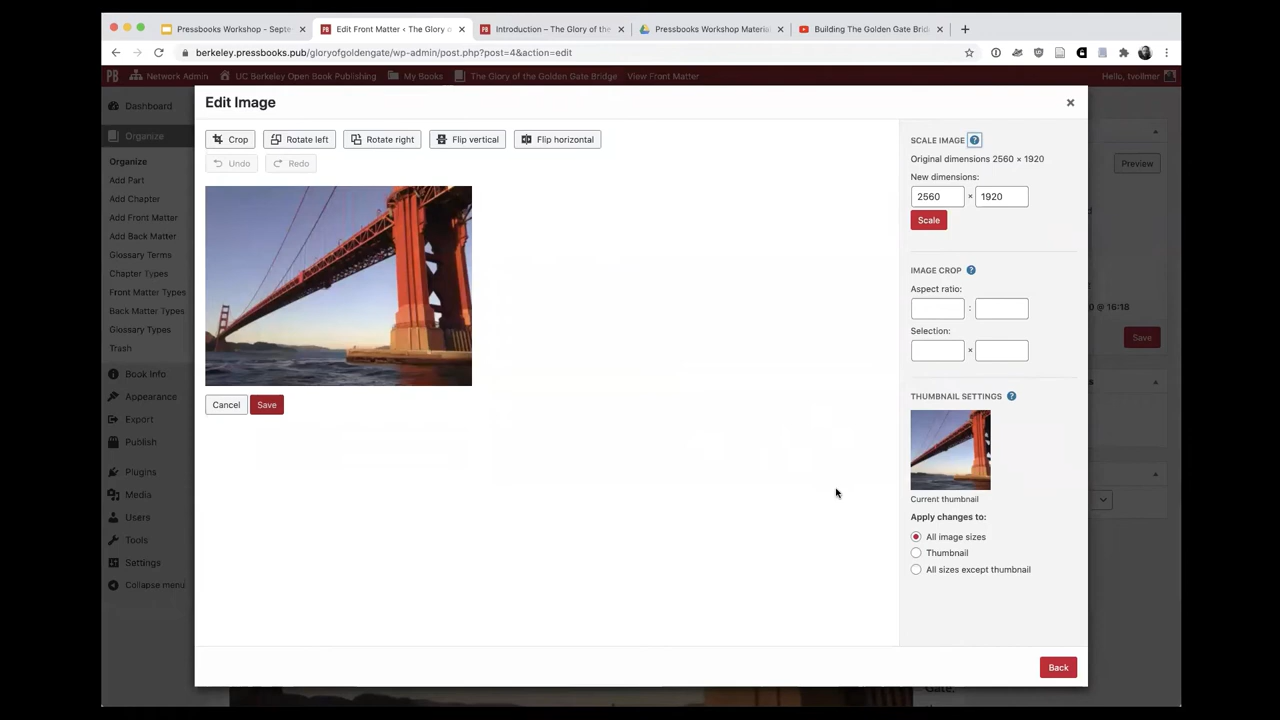 Pressbooks Workshop - Septe
Edit Front Matter ‹ The Glory o
Introduction – The Glory of the
Pressbooks Workshop Material
Building The Golden Gate Brid
berkeley.pressbooks.pub/gloryofgoldengate/wp-admin/post.php?post=4&action=edit
PB
Network Admin
UC Berkeley Open Book Publishing
My Books
The Glory of the Golden Gate Bridge
View Front Matter
Hello, tvollmer
Dashboard
Organize
Organize
Add Part
Add Chapter
Add Front Matter
Add Back Matter
Glossary Terms
Chapter Types
Front Matter Types
Back Matter Types
Glossary Types
Trash
Book Info
Appearance
Export
Publish
Plugins
Media
Users
Tools
Settings
Collapse menu
Edit Image
Crop
Rotate left
Rotate right
Flip vertical
Flip horizontal
Undo
Redo
Cancel
Save
SCALE IMAGE
Original dimensions 2560 × 1920
New dimensions:
2560 × 1920
Scale
IMAGE CROP
Aspect ratio:
:
Selection:
×
THUMBNAIL SETTINGS
Current thumbnail
Apply changes to:
All image sizes
Thumbnail
All sizes except thumbnail
Back
Preview
0 @ 16:18
Save
Gate,